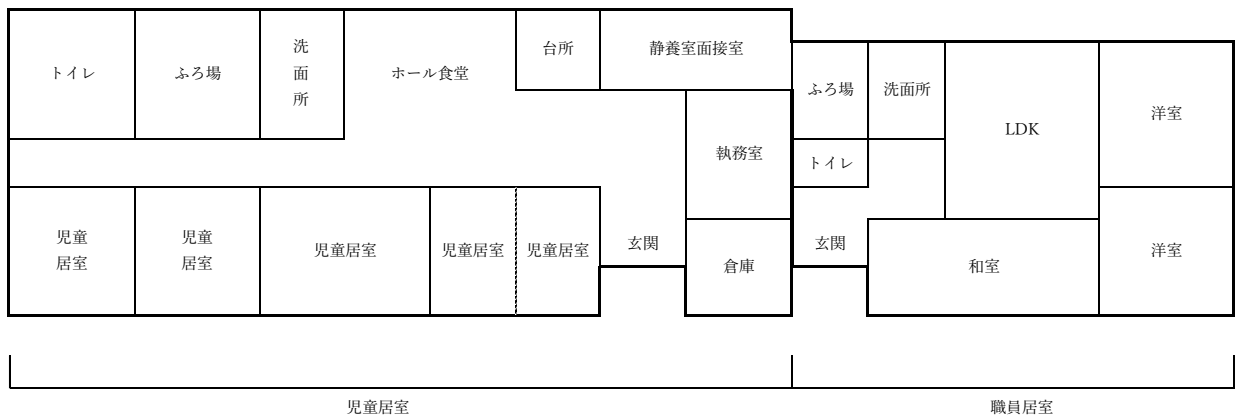 トイレ
ふろ場
洗
面
所
ホール食堂
台所
静養室面接室
ふろ場
洗面所
LDK
洋室
執務室
トイレ
児童
居室
児童
居室
児童居室
児童居室
児童居室
玄関
倉庫
玄関
和室
洋室
児童居室
職員居室